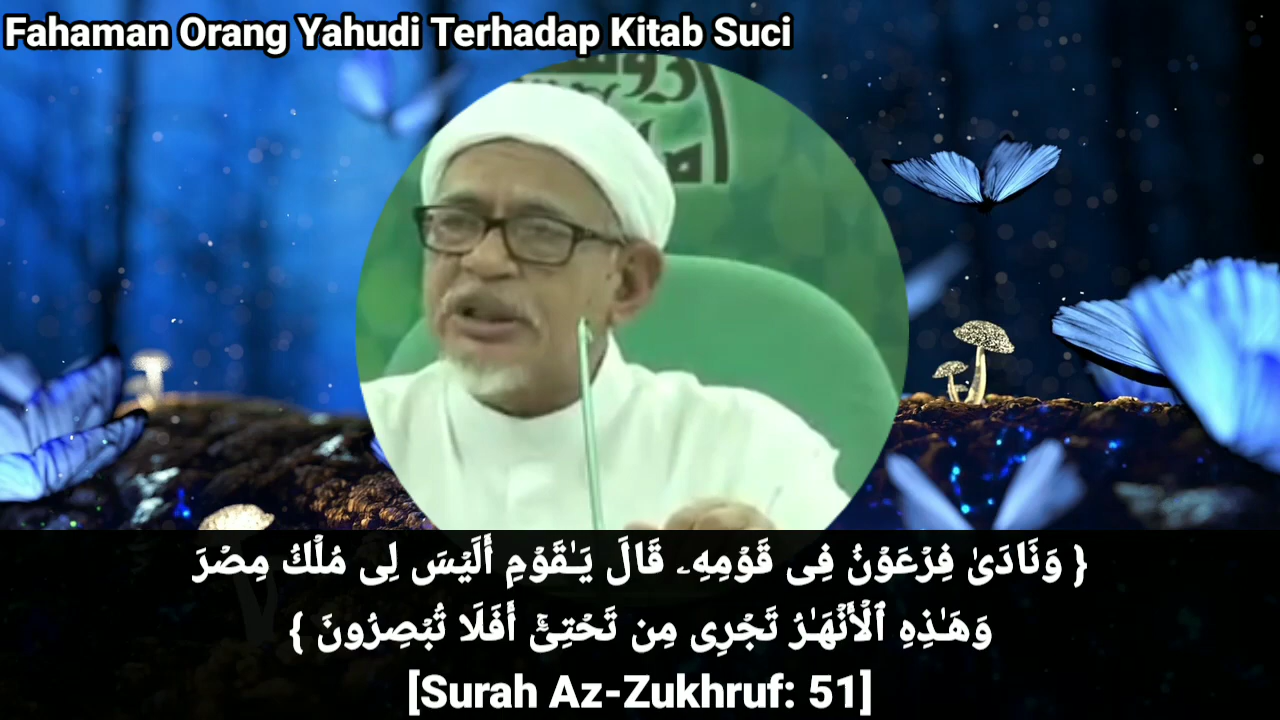 Fahaman Orang Yahudi Terhadap Kitab Suci
{ وَنَادَىٰ فِرۡعَوۡنُ فِی قَوۡمِهِۦ قَالَ یَـٰقَوۡمِ أَلَیۡسَ لِی مُلۡكُ مِصۡرَ
وَهَـٰذِهِ ٱلۡأَنۡهَـٰرُ تَجۡرِی مِن تَحۡتِیۤۚ أَفَلَا تُبۡصِرُونَ }
[Surah Az-Zukhruf: 51]